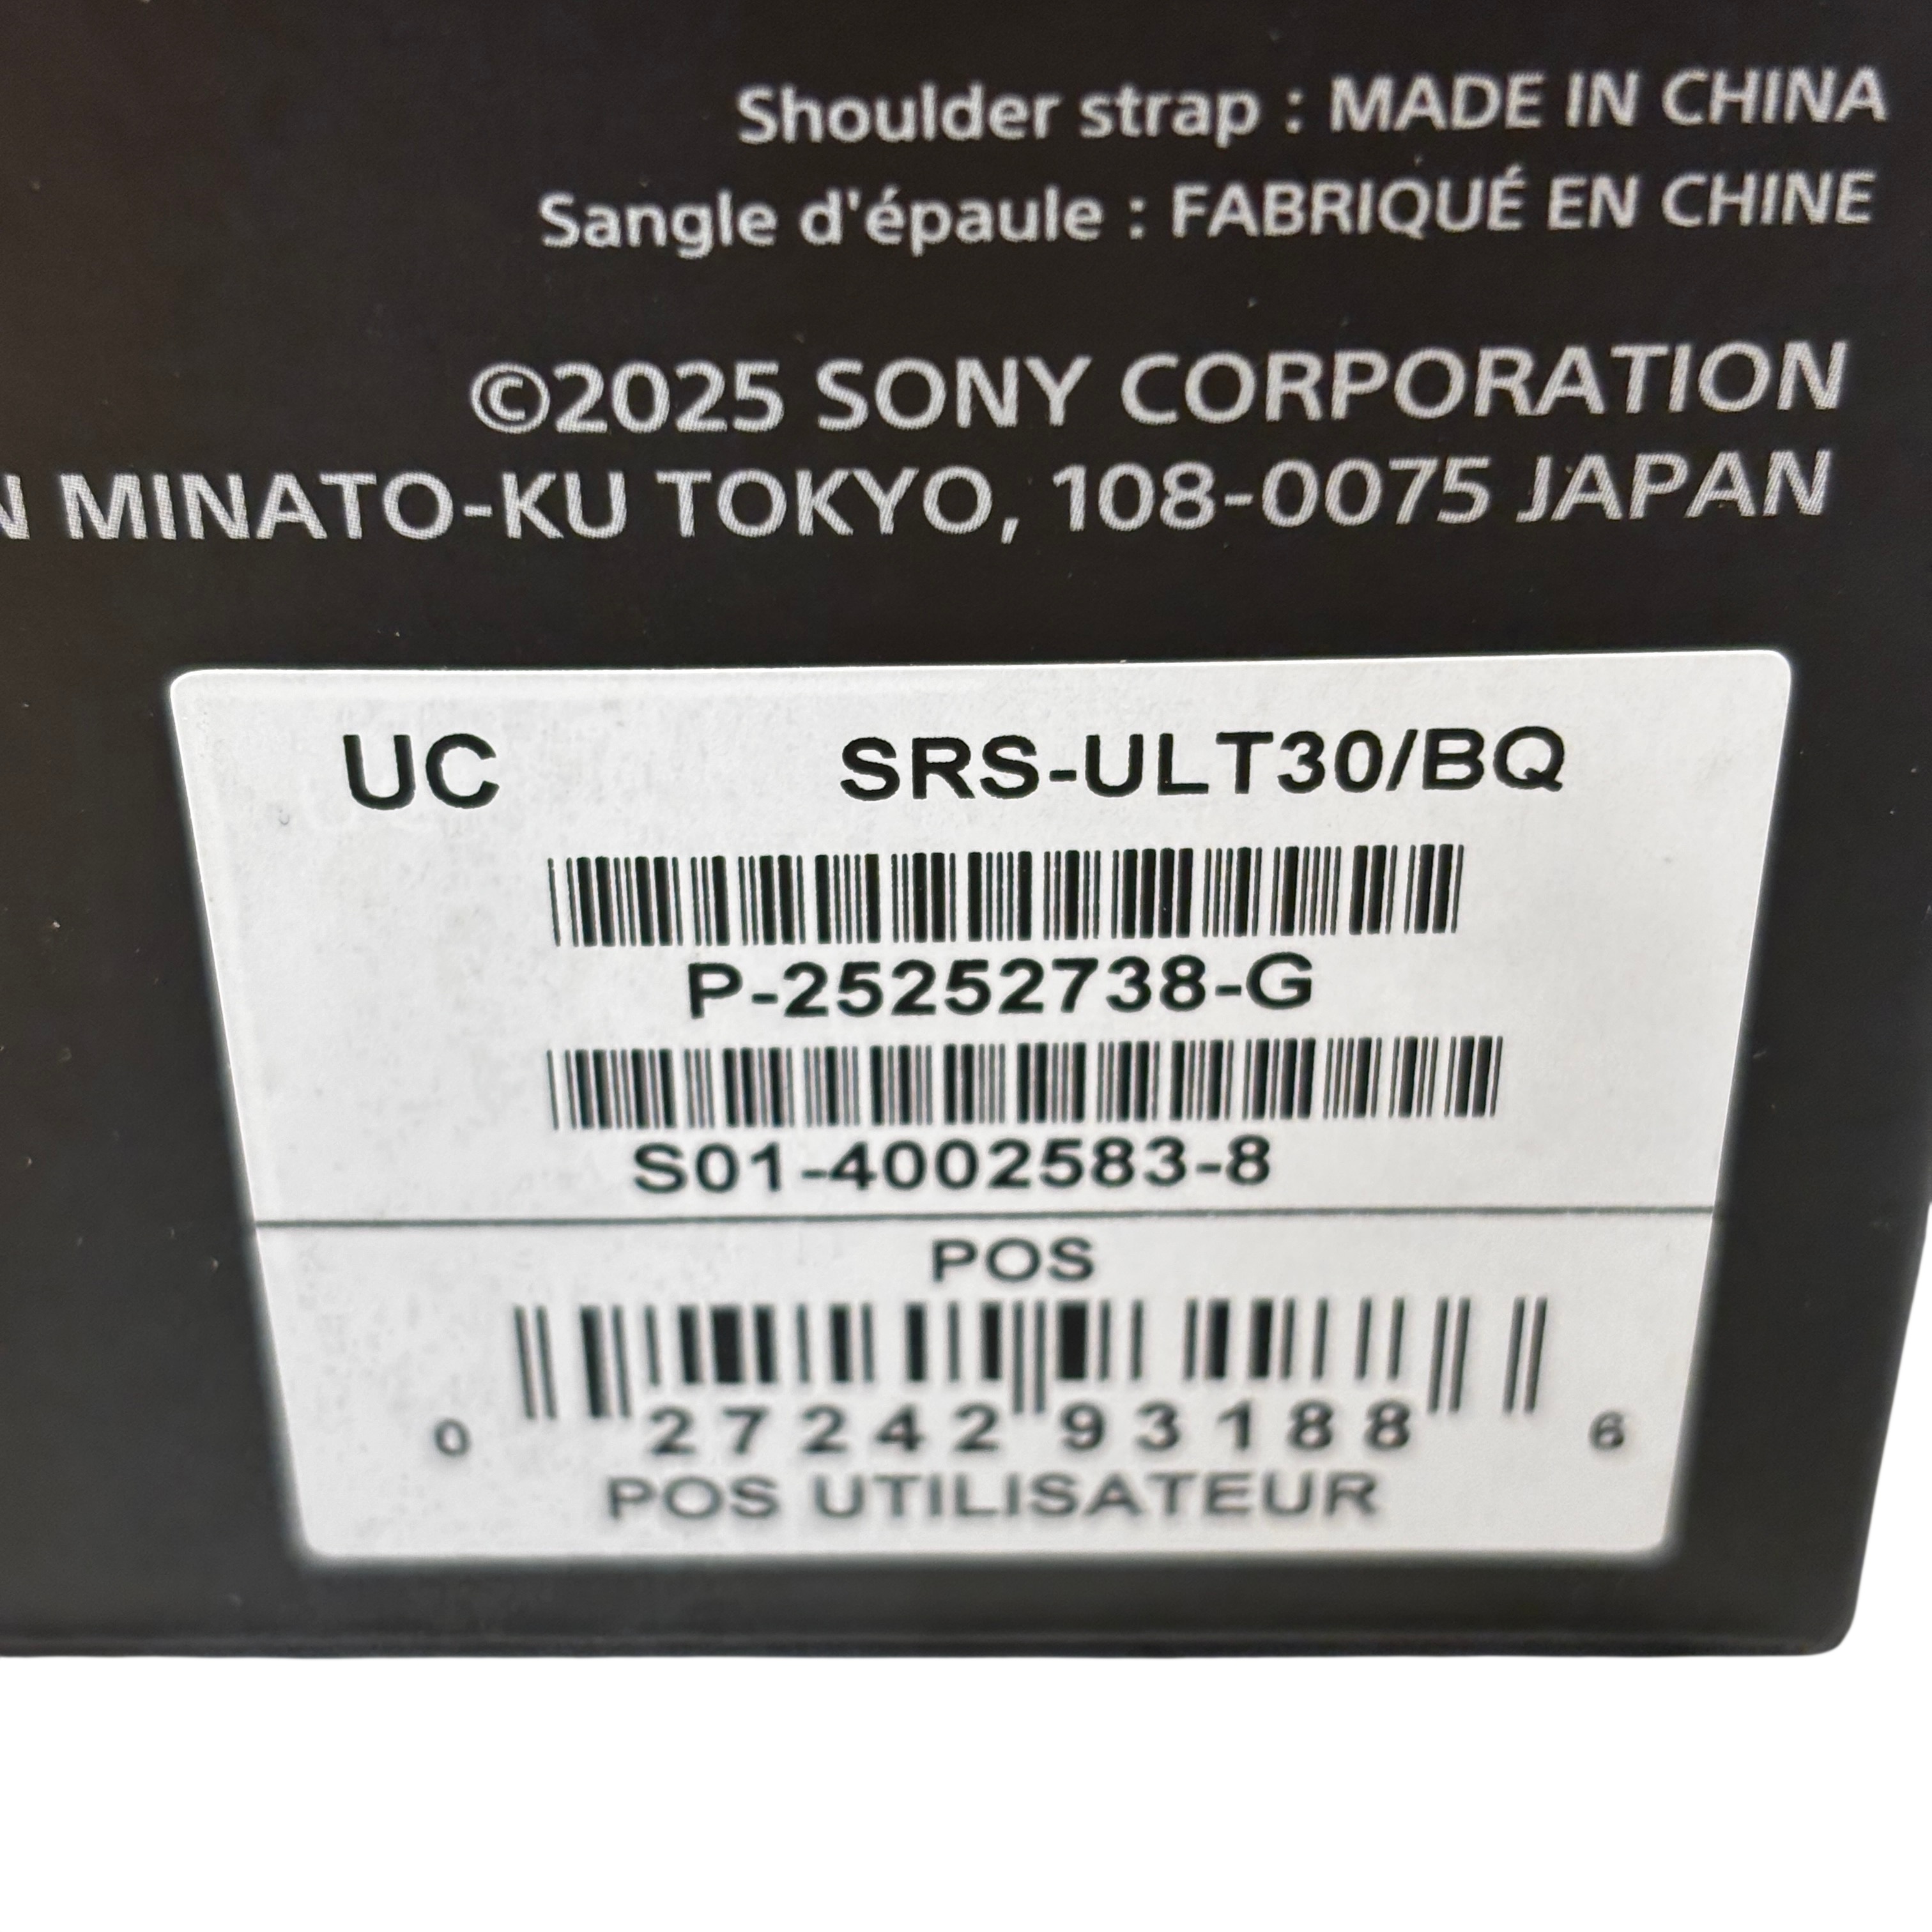 Shoulder strap : MADE IN CHINA
Sangle d'épaule : FABRIQUÉ EN CHINE
©2025 SONY CORPORATION
N MINATO-KU TOKYO, 108-0075 JAPAN
UC SRS-ULT30/BQ
P-25252738-G
S01-4002583-8
POS
0 27242 93188 6
POS UTILISATEUR